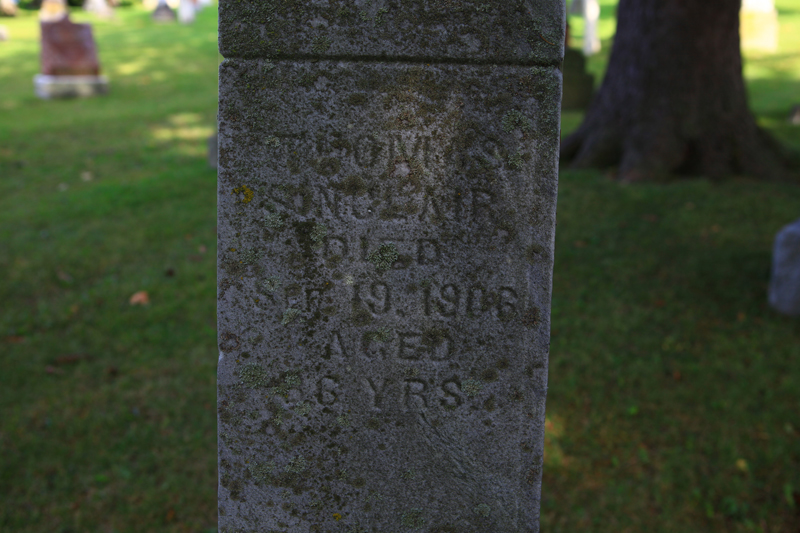 THOMAS
SINCLAIR
DIED
SEP. 19. 1906
AGED
YRS.